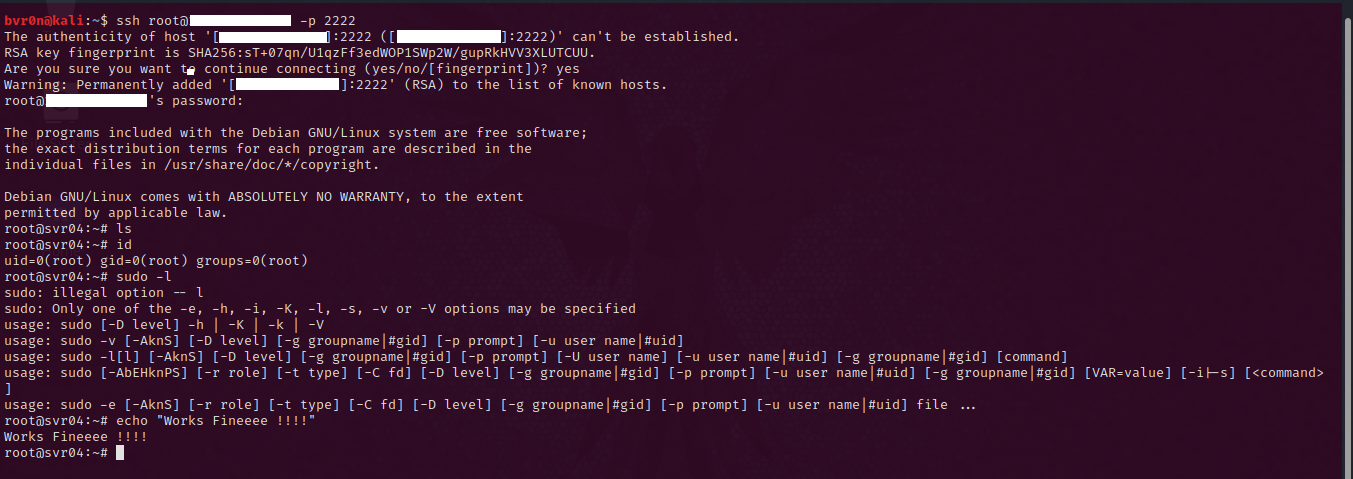 bvr0n@kali:~$ ssh root@ -p 2222
The authenticity of host '[]:2222 ([]:2222)' can't be established.
RSA key fingerprint is SHA256:sT+07qn/U1qzFf3edWOP1SWp2W/gupRkHVV3XLUTCUU.
Are you sure you want to continue connecting (yes/no/[fingerprint])? yes
Warning: Permanently added '[]:2222' (RSA) to the list of known hosts.
root@'s password:
The programs included with the Debian GNU/Linux system are free software;
the exact distribution terms for each program are described in the
individual files in /usr/share/doc/*/copyright.
Debian GNU/Linux comes with ABSOLUTELY NO WARRANTY, to the extent
permitted by applicable law.
root@svr04:~# ls
root@svr04:~# id
uid=0(root) gid=0(root) groups=0(root)
root@svr04:~# sudo -l
sudo: illegal option -- l
sudo: Only one of the -e, -h, -i, -K, -l, -s, -v or -V options may be specified
usage: sudo [-D level] -h | -K | -k | -V
usage: sudo -v [-AknS] [-D level] [-g groupname|#gid] [-p prompt] [-u user name|#uid]
usage: sudo -l[l] [-AknS] [-D level] [-g groupname|#gid] [-p prompt] [-U user name] [-u user name|#uid] [-g groupname|#gid] [command]
usage: sudo [-AbEHknPS] [-r role] [-t type] [-C fd] [-D level] [-g groupname|#gid] [-p prompt] [-u user name|#uid] [-g groupname|#gid] [VAR=value] [-i|-s] [<command>
]
usage: sudo -e [-AknS] [-r role] [-t type] [-C fd] [-D level] [-g groupname|#gid] [-p prompt] [-u user name|#uid] file ...
root@svr04:~# echo "Works Fineeee !!!!"
Works Fineeee !!!!
root@svr04:~#